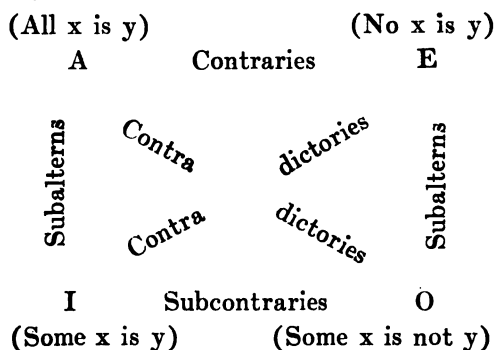 (All x is y) (No x is y)
A Contraries E
Subalterns Contra dictories Subalterns
Contra dictories
I Subcontraries O
(Some x is y) (Some x is not y)